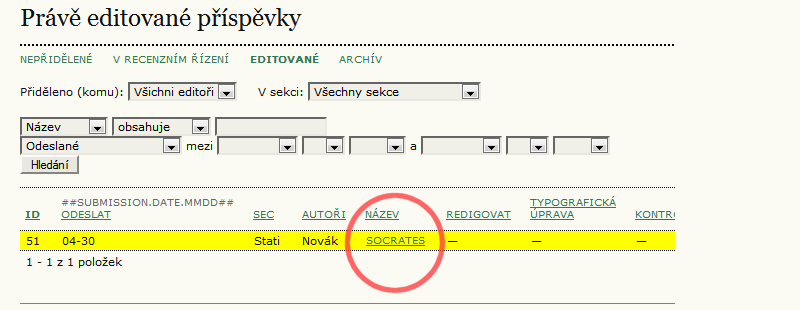 Právě editované příspěvky
NEPŘIDĚLENÉ V RECENZNÍM ŘÍZENÍ EDITOVANÉ ARCHÍV
Přiděleno (komu): Všichni editoři V sekci: Všechny sekce
Název obsahuje
Odeslané mezi a
Hledání
##SUBMISSION.DATE.MMDD## TYPOGRAFICKÁ
ID ODESLAT SEC AUTOŘI NÁZEV REDIGOVAT ÚPRAVA KONTRO
51 04-30 Stati Novák SOCRATES — — —
1 - 1 z 1 položek